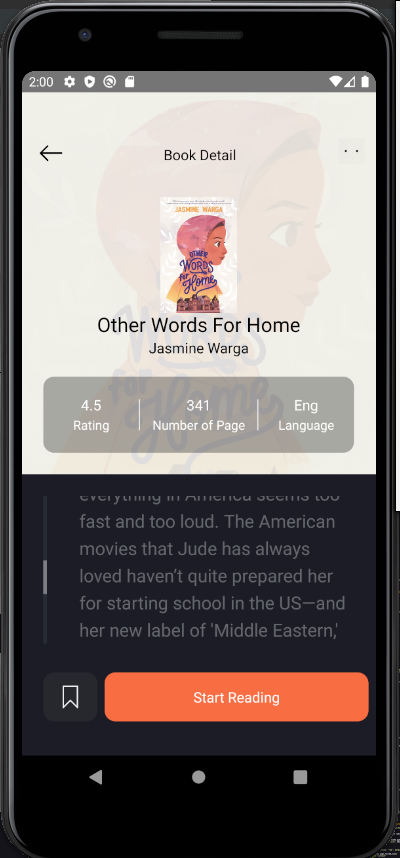 2:00
Book Detail
JASMINE WARGA
OTHER
WORDS
for
Home
Other Words For Home
Jasmine Warga
4.5
341
Eng
Rating
Number of Page
Language
everything in America seems too
fast and too loud. The American
movies that Jude has always
loved haven’t quite prepared her
for starting school in the US—and
her new label of 'Middle Eastern,'
Start Reading